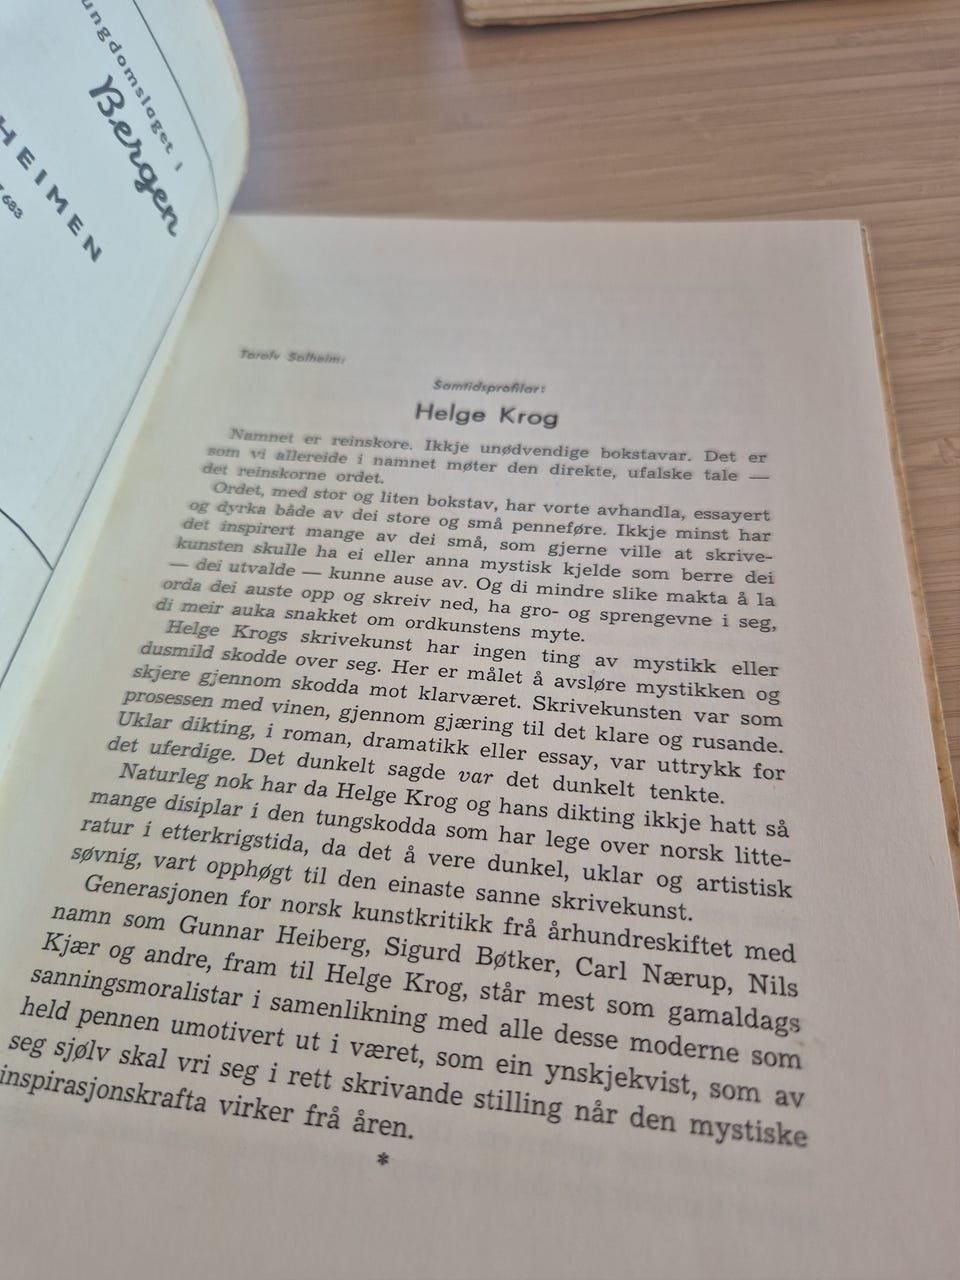 ungdomslaget i
Bergen
HEIMEN
683
Toralv Solheim:
Samtidsprofilar:
Helge Krog
Namnet er reinskore. Ikkje unødvendige bokstavar. Det er
som vi allereide i namnet møter den direkte, ufalske tale —
det reinskorne ordet.
Ordet, med stor og liten bokstav, har vorte avhandla, essayert
og dyrka både av dei store og små penneføre. Ikkje minst har
det inspirert mange av dei små, som gjerne ville at skrive-
kunsten skulle ha ei eller anna mystisk kjelde som berre dei
— dei utvalde — kunne ause av. Og di mindre slike makta å la
orda dei auste opp og skreiv ned, ha gro- og sprengevne i seg,
di meir auka snakket om ordkunstens myte.
Helge Krogs skrivekunst har ingen ting av mystikk eller
dusmild skodde over seg. Her er målet å avsløre mystikken og
skjere gjennom skodda mot klarværet. Skrivekunsten var som
prosessen med vinen, gjennom gjæring til det klare og rusande.
Uklar dikting, i roman, dramatikk eller essay, var uttrykk for
det uferdige. Det dunkelt sagde var det dunkelt tenkte.
Naturleg nok har da Helge Krog og hans dikting ikkje hatt så
mange disiplar i den tungskodda som har lege over norsk litte-
ratur i etterkrigstida, da det å vere dunkel, uklar og artistisk
søvnig, vart opphøgt til den einaste sanne skrivekunst.
Generasjonen for norsk kunstkritikk frå århundreskiftet med
namn som Gunnar Heiberg, Sigurd Bøtker, Carl Nærup, Nils
Kjær og andre, fram til Helge Krog, står mest som gamaldags
sanningsmoralistar i samenlikning med alle desse moderne som
held pennen umotivert ut i været, som ein ynskjekvist, som av
seg sjølv skal vri seg i rett skrivande stilling når den mystiske
inspirasjonskrafta virker frå åren.
*